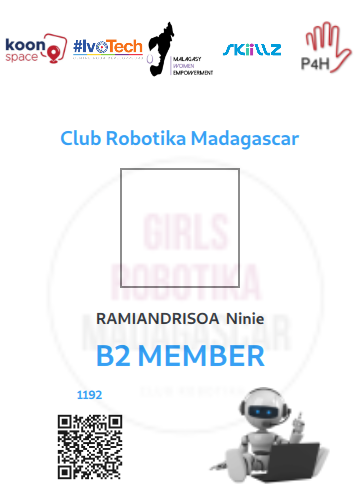 koon
space
#IvoTech
MALAGASY
WOMEN
EMPOWERMENT
SKillZ
P4H
Club Robotika Madagascar
GIRLS
ROBOTIKA
MADAGASCAR
RAMIANDRISOA Ninie
B2 MEMBER
1192